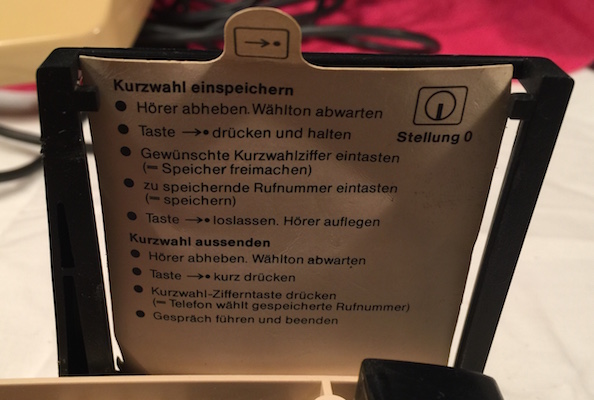 Kurzwahl einspeichern
● Hörer abheben. Wählton abwarten
● Taste →• drücken und halten
Stellung 0
● Gewünschte Kurzwahlziffer eintasten
(= Speicher freimachen)
● zu speichernde Rufnummer eintasten
(= speichern)
● Taste →• loslassen. Hörer auflegen
Kurzwahl aussenden
● Hörer abheben. Wählton abwarten
● Taste →• kurz drücken
● Kurzwahl-Zifferntaste drücken
(= Telefon wählt gespeicherte Rufnummer)
● Gespräch führen und beenden